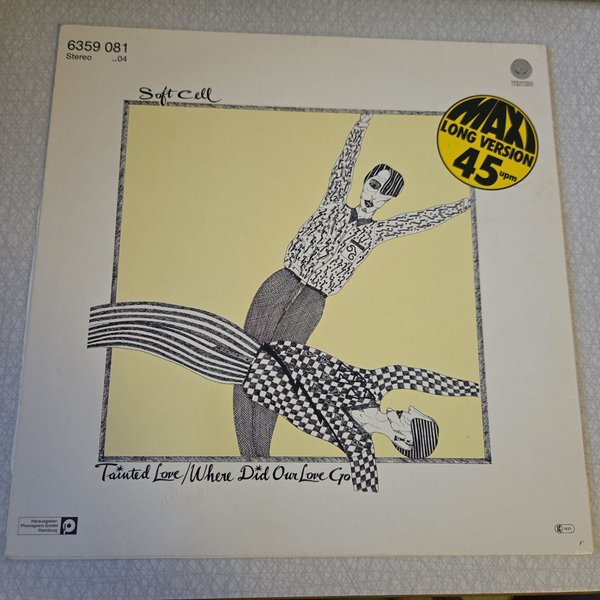 6359 081
Stereo ..04
Soft Cell
MAXI
LONG VERSION
45 upm
Tainted Love/Where Did Our Love Go
Herausgeber:
Phonogram GmbH
Hamburg